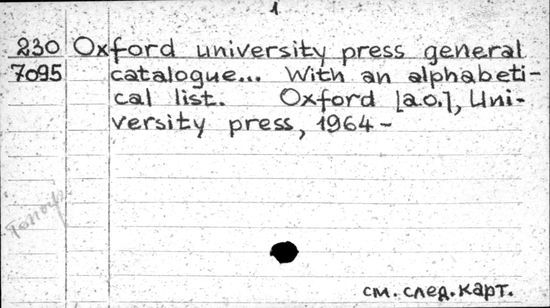 1
230 Oxford university press general
7095 catalogue... With an alphabeti-
cal list. Oxford [a.o.], Uni-
versity press, 1964 -
см. след. карт.